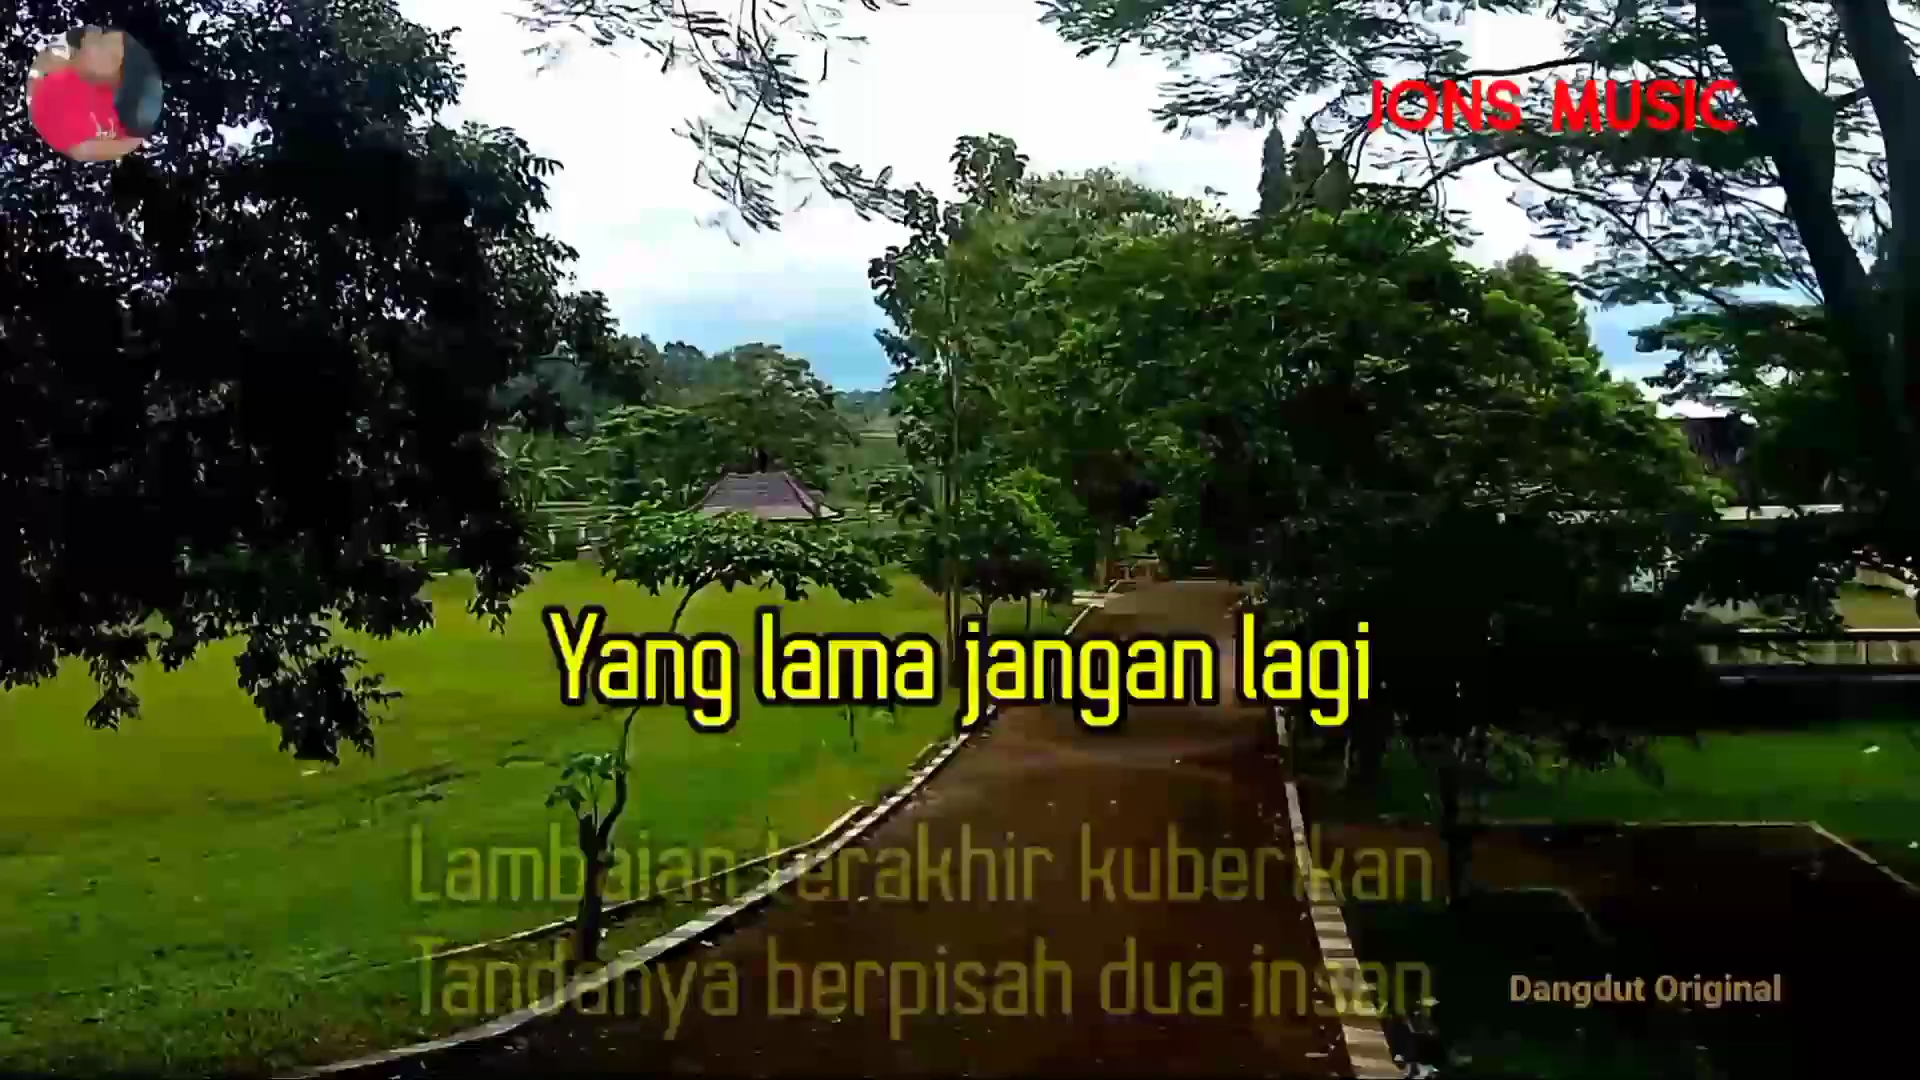 JONS MUSIC
Yang lama jangan lagi
Lambaian terakhir kuberikan
Tandanya berpisah dua insan
Dangdut Original